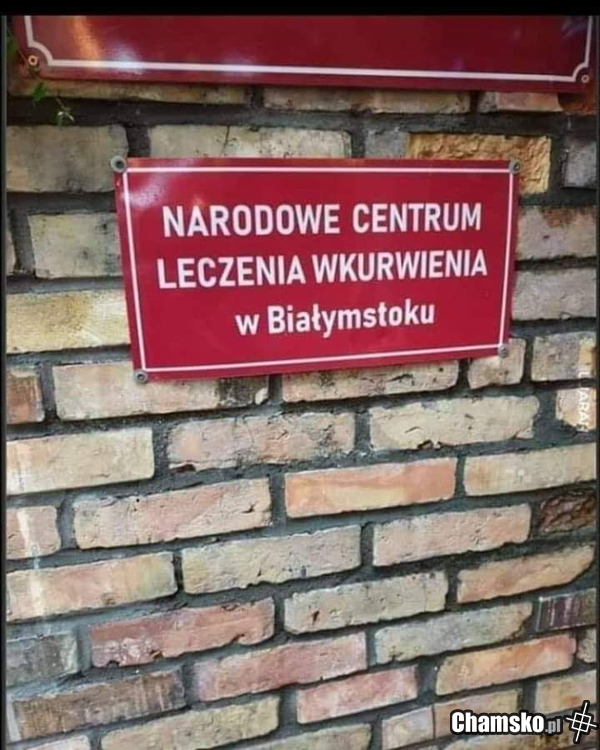 NARODOWE CENTRUM
LECZENIA WKURWIENIA
w Białymstoku
Chamsko.pl